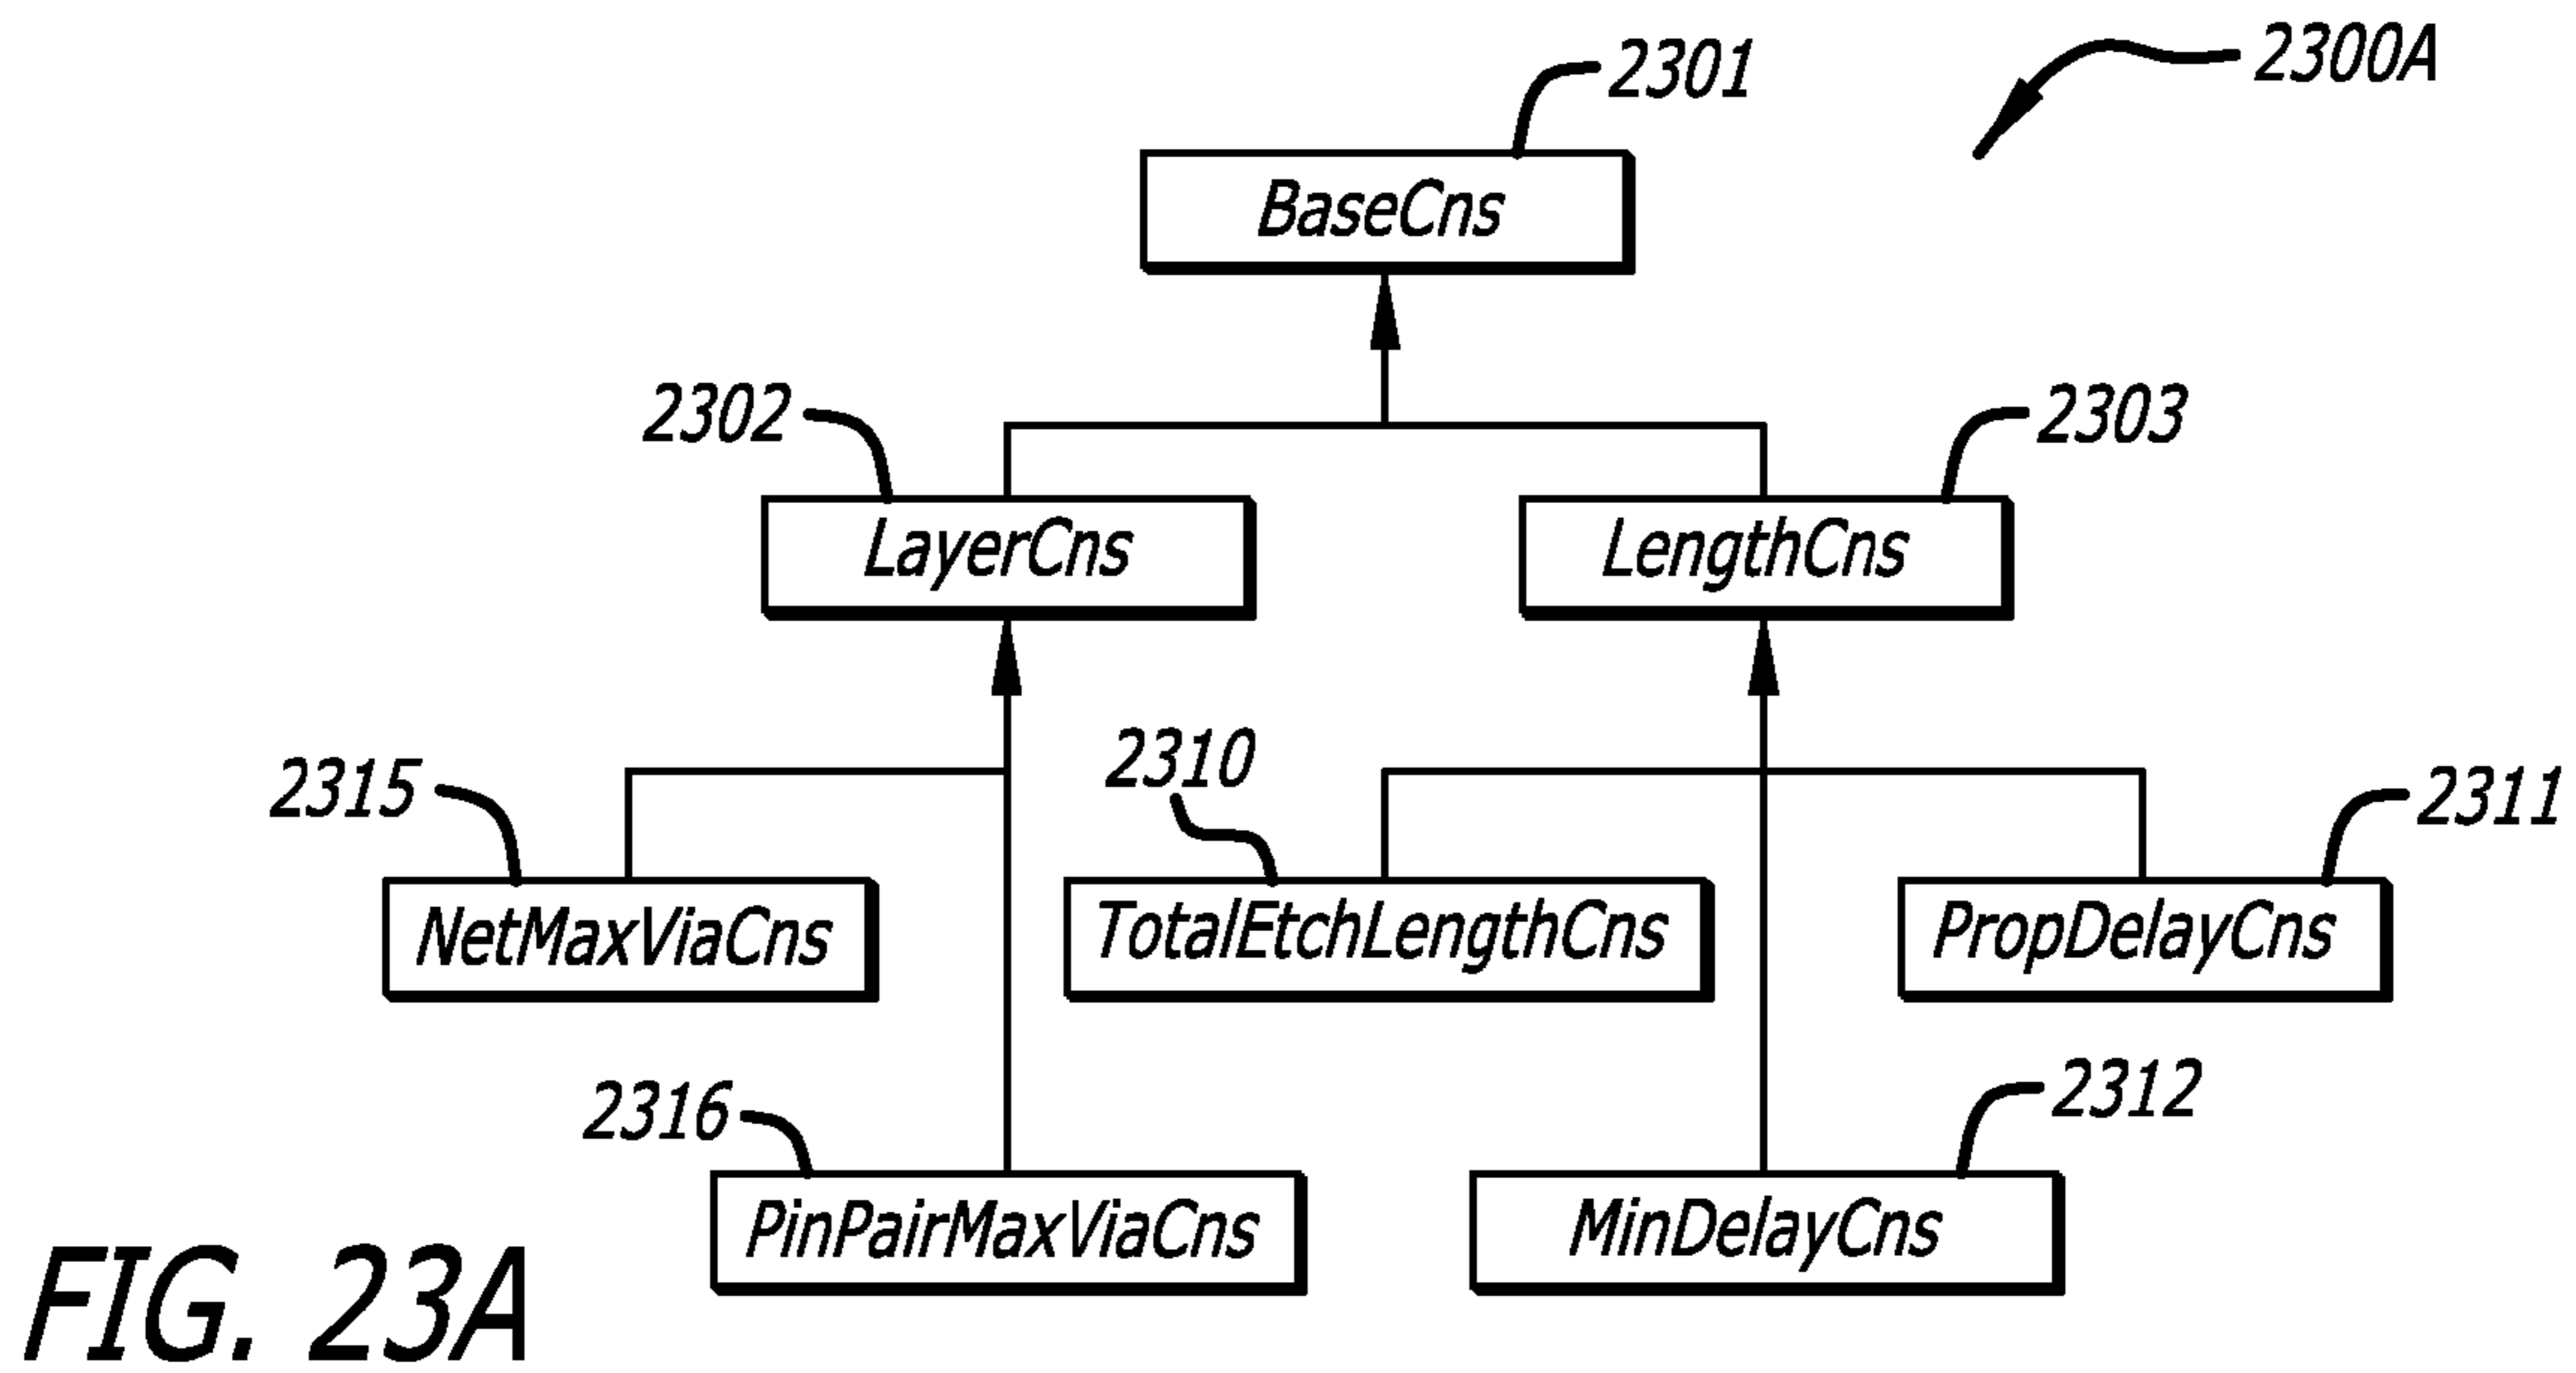 2300A
2301
BaseCns
2302
2303
LayerCns
LengthCns
2315
2310
2311
NetMaxViaCns
TotalEtchLengthCns
PropDelayCns
2316
2312
PinPairMaxViaCns
MinDelayCns
FIG. 23A